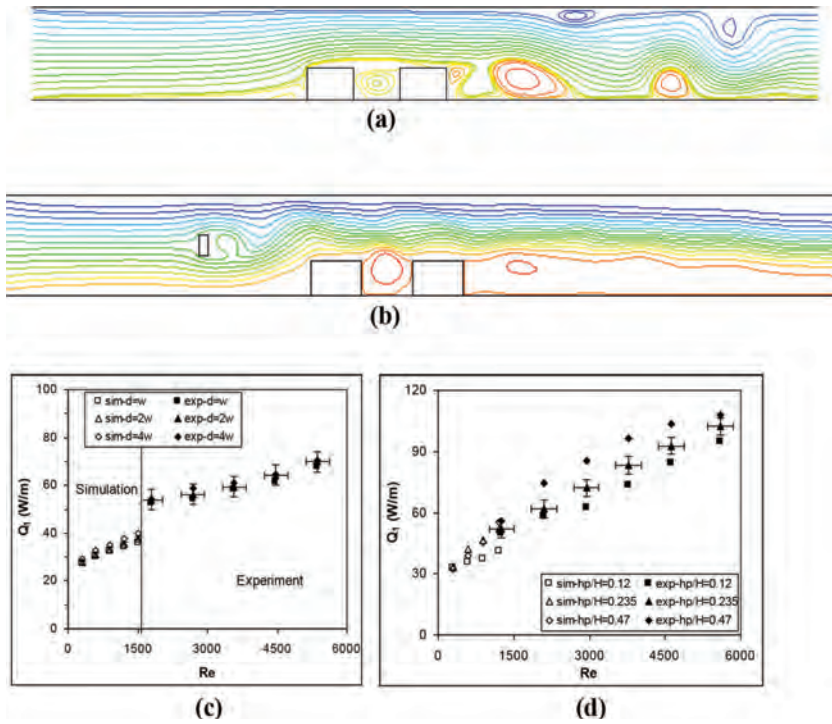 (a)
(b)
100
80
60
40
20
0
Q₁ (W/m)
sim-d=w
exp-d=w
sim-d=2w
exp-d=2w
sim-d=4w
exp-d=4w
Simulation
Experiment
0
1500
3000
4500
6000
Re
(c)
120
90
60
30
0
Q₁ (W/m)
sim-hp/H=0.12
exp-hp/H=0.12
sim-hp/H=0.235
exp-hp/H=0.235
sim-hp/H=0.47
exp-hp/H=0.47
0
1500
3000
4500
6000
Re
(d)